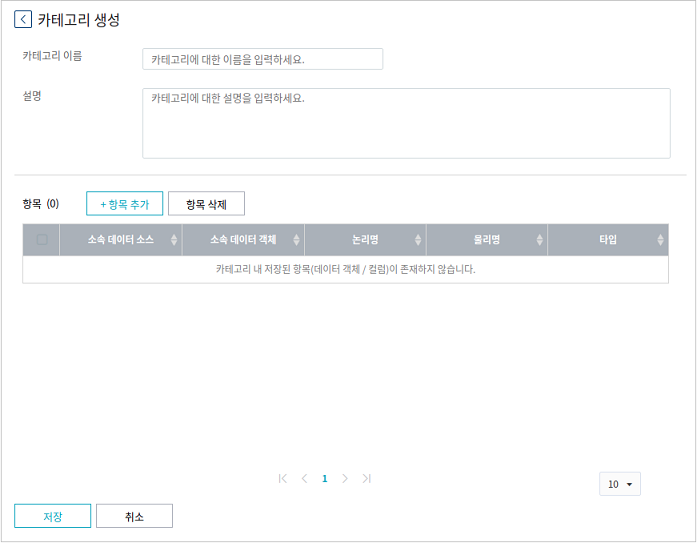 카테고리 생성
카테고리 이름
카테고리에 대한 이름을 입력하세요.
설명
카테고리에 대한 설명을 입력하세요.
항목 (0)
+ 항목 추가
항목 삭제
소속 데이터 소스
소속 데이터 객체
논리명
물리명
타입
카테고리 내 저장된 항목(데이터 객체 / 컬럼)이 존재하지 않습니다.
1
10
저장
취소